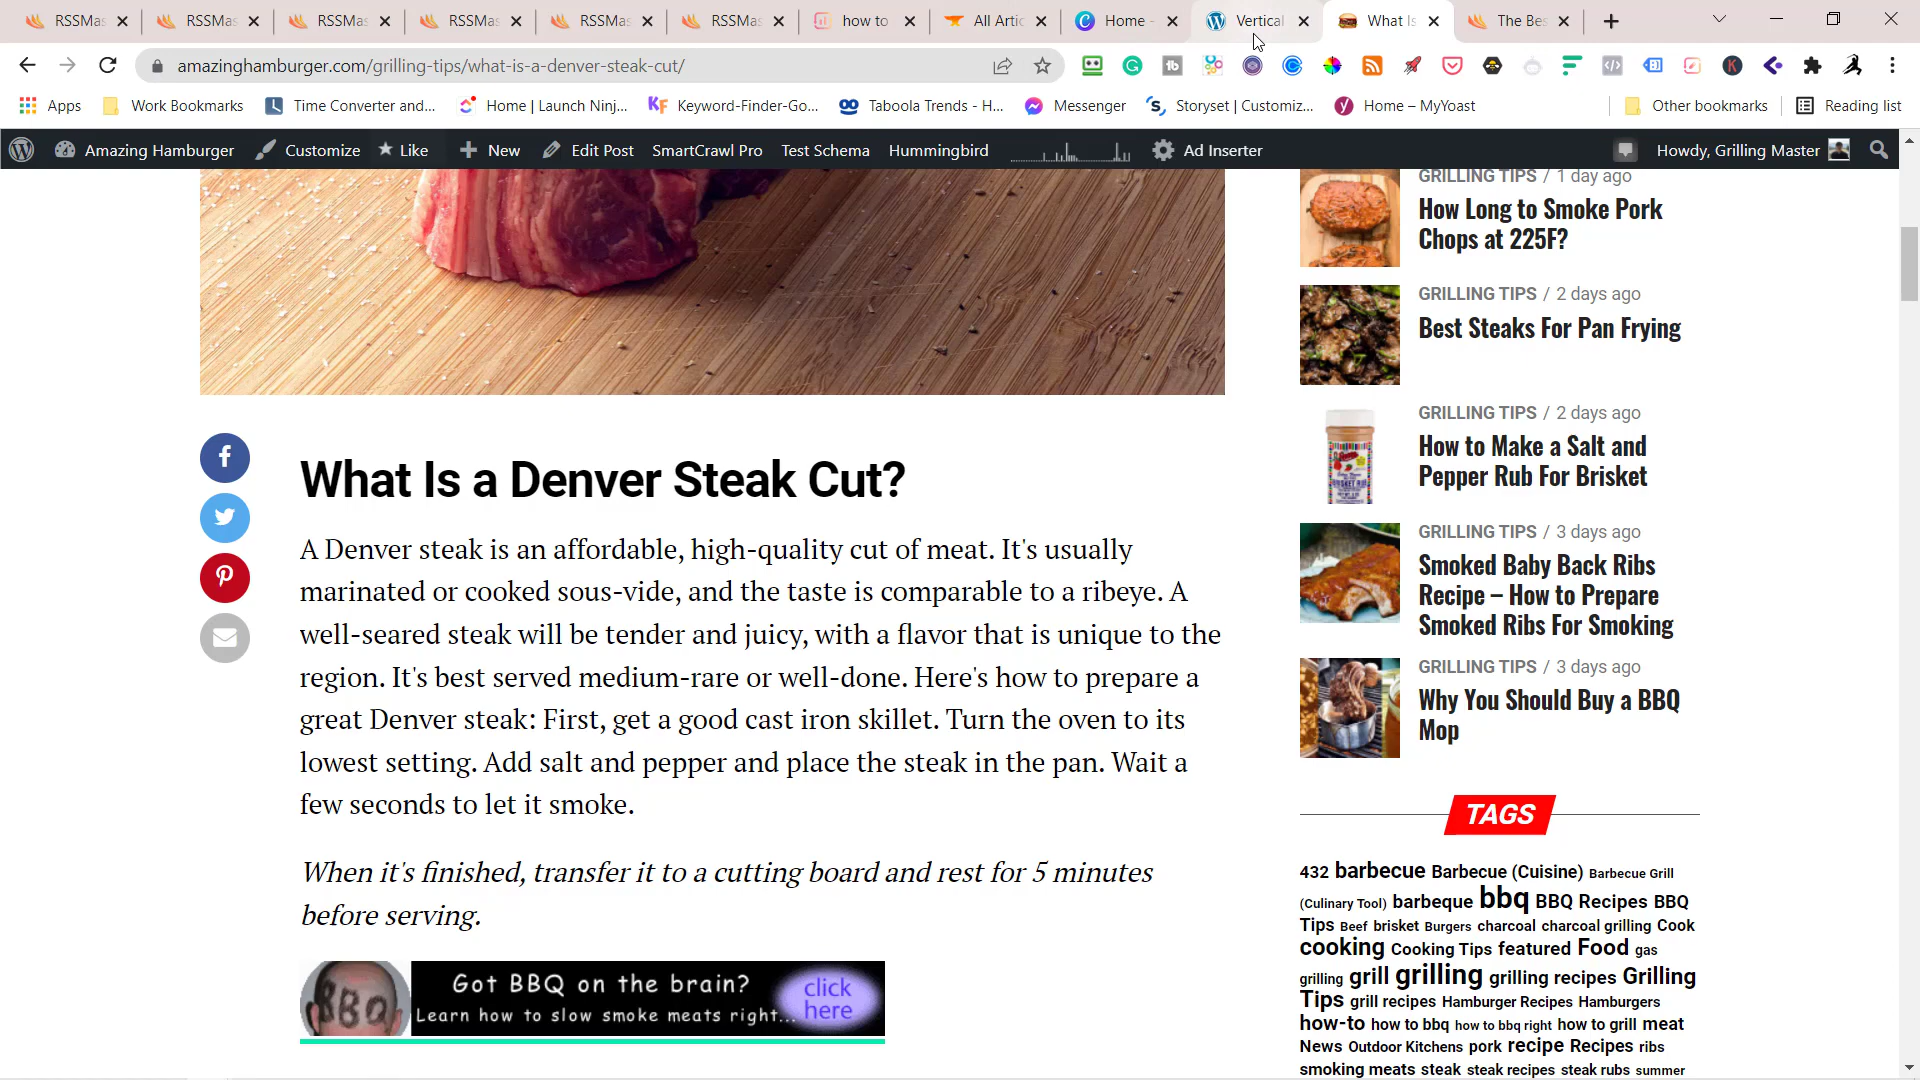 RSSMas
RSSMas
RSSMas
RSSMas
RSSMas
RSSMas
how to
All Artic
Home -
Vertical
What Is
The Bes
amazinghamburger.com/grilling-tips/what-is-a-denver-steak-cut/
Apps
Work Bookmarks
Time Converter and...
Home | Launch Ninj...
Keyword-Finder-Go...
Taboola Trends - H...
Messenger
Storyset | Customiz...
Home – MyYoast
Other bookmarks
Reading list
Amazing Hamburger
Customize
Like
New
Edit Post
SmartCrawl Pro
Test Schema
Hummingbird
Ad Inserter
Howdy, Grilling Master
What Is a Denver Steak Cut?
A Denver steak is an affordable, high-quality cut of meat. It's usually
marinated or cooked sous-vide, and the taste is comparable to a ribeye. A
well-seared steak will be tender and juicy, with a flavor that is unique to the
region. It's best served medium-rare or well-done. Here's how to prepare a
great Denver steak: First, get a good cast iron skillet. Turn the oven to its
lowest setting. Add salt and pepper and place the steak in the pan. Wait a
few seconds to let it smoke.
When it's finished, transfer it to a cutting board and rest for 5 minutes
before serving.
BBQ
Got BBQ on the brain?
Learn how to slow smoke meats right...
click
here
GRILLING TIPS / 1 day ago
How Long to Smoke Pork
Chops at 225F?
GRILLING TIPS / 2 days ago
Best Steaks For Pan Frying
GRILLING TIPS / 2 days ago
How to Make a Salt and
Pepper Rub For Brisket
GRILLING TIPS / 3 days ago
Smoked Baby Back Ribs
Recipe – How to Prepare
Smoked Ribs For Smoking
GRILLING TIPS / 3 days ago
Why You Should Buy a BBQ
Mop
TAGS
432 barbecue Barbecue (Cuisine) Barbecue Grill
(Culinary Tool) barbeque bbq BBQ Recipes BBQ
Tips Beef brisket Burgers charcoal charcoal grilling Cook
cooking Cooking Tips featured Food gas
grilling grill grilling grilling recipes Grilling
Tips grill recipes Hamburger Recipes Hamburgers
how-to how to bbq how to bbq right how to grill meat
News Outdoor Kitchens pork recipe Recipes ribs
smoking meats steak steak recipes steak rubs summer